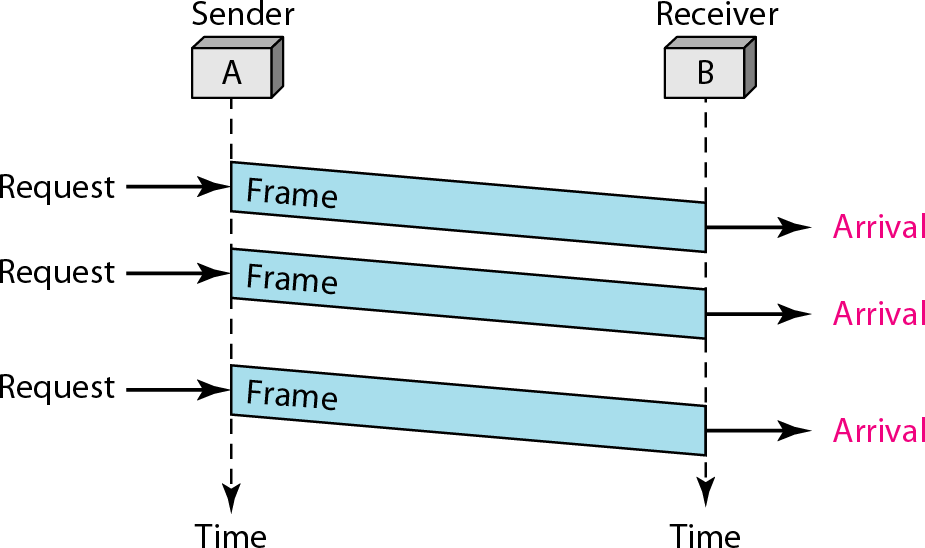 Sender
Receiver
A
B
Request
Frame
Arrival
Request
Frame
Arrival
Request
Frame
Arrival
Time
Time